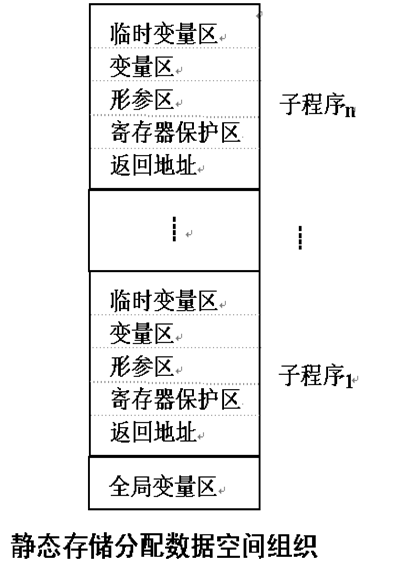 临时变量区
变量区
形参区
寄存器保护区
返回地址
子程序n
临时变量区
变量区
形参区
寄存器保护区
返回地址
子程序1
全局变量区
静态存储分配数据空间组织